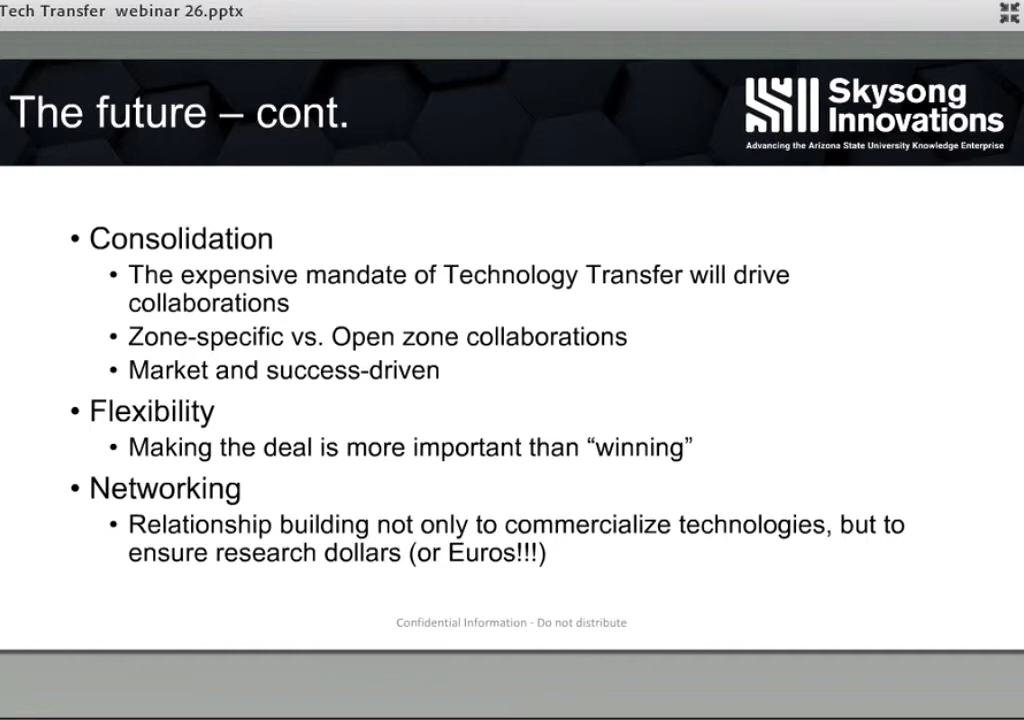 Tech Transfer webinar 26.pptx
The future – cont.
Skysong
Innovations
Advancing the Arizona State University Knowledge Enterprise
• Consolidation
• The expensive mandate of Technology Transfer will drive
collaborations
• Zone-specific vs. Open zone collaborations
• Market and success-driven
• Flexibility
• Making the deal is more important than “winning”
• Networking
• Relationship building not only to commercialize technologies, but to
ensure research dollars (or Euros!!!)
Confidential Information - Do not distribute